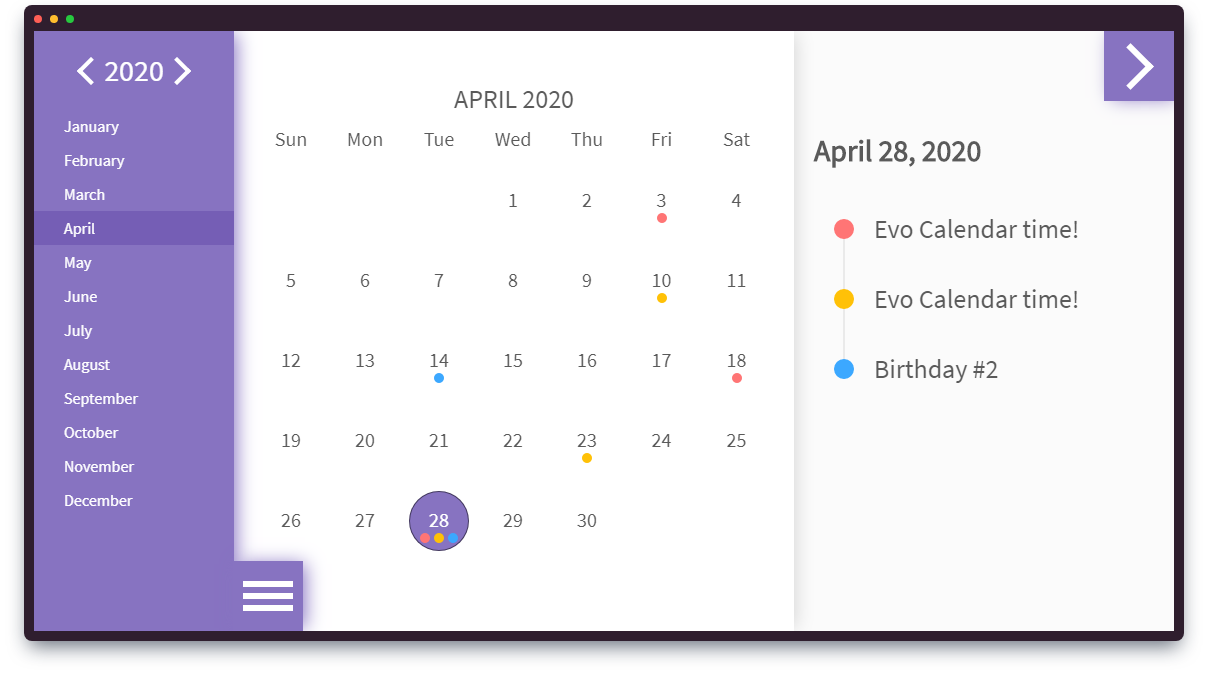 2020
January
February
March
April
May
June
July
August
September
October
November
December
APRIL 2020
Sun Mon Tue Wed Thu Fri Sat
1 2 3 4
5 6 7 8 9 10 11
12 13 14 15 16 17 18
19 20 21 22 23 24 25
26 27 28 29 30
April 28, 2020
Evo Calendar time!
Evo Calendar time!
Birthday #2